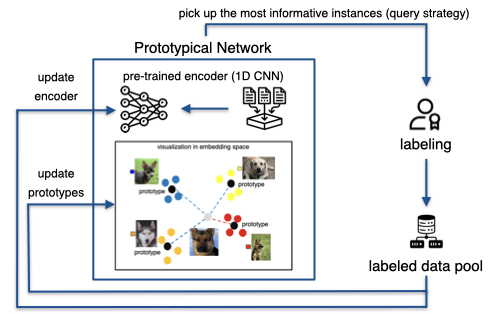 pick up the most informative instances (query strategy)
Prototypical Network
update
encoder
pre-trained encoder (1D CNN)
labeling
visualization in embedding space
update
prototypes
prototype
prototype
prototype
prototype
labeled data pool